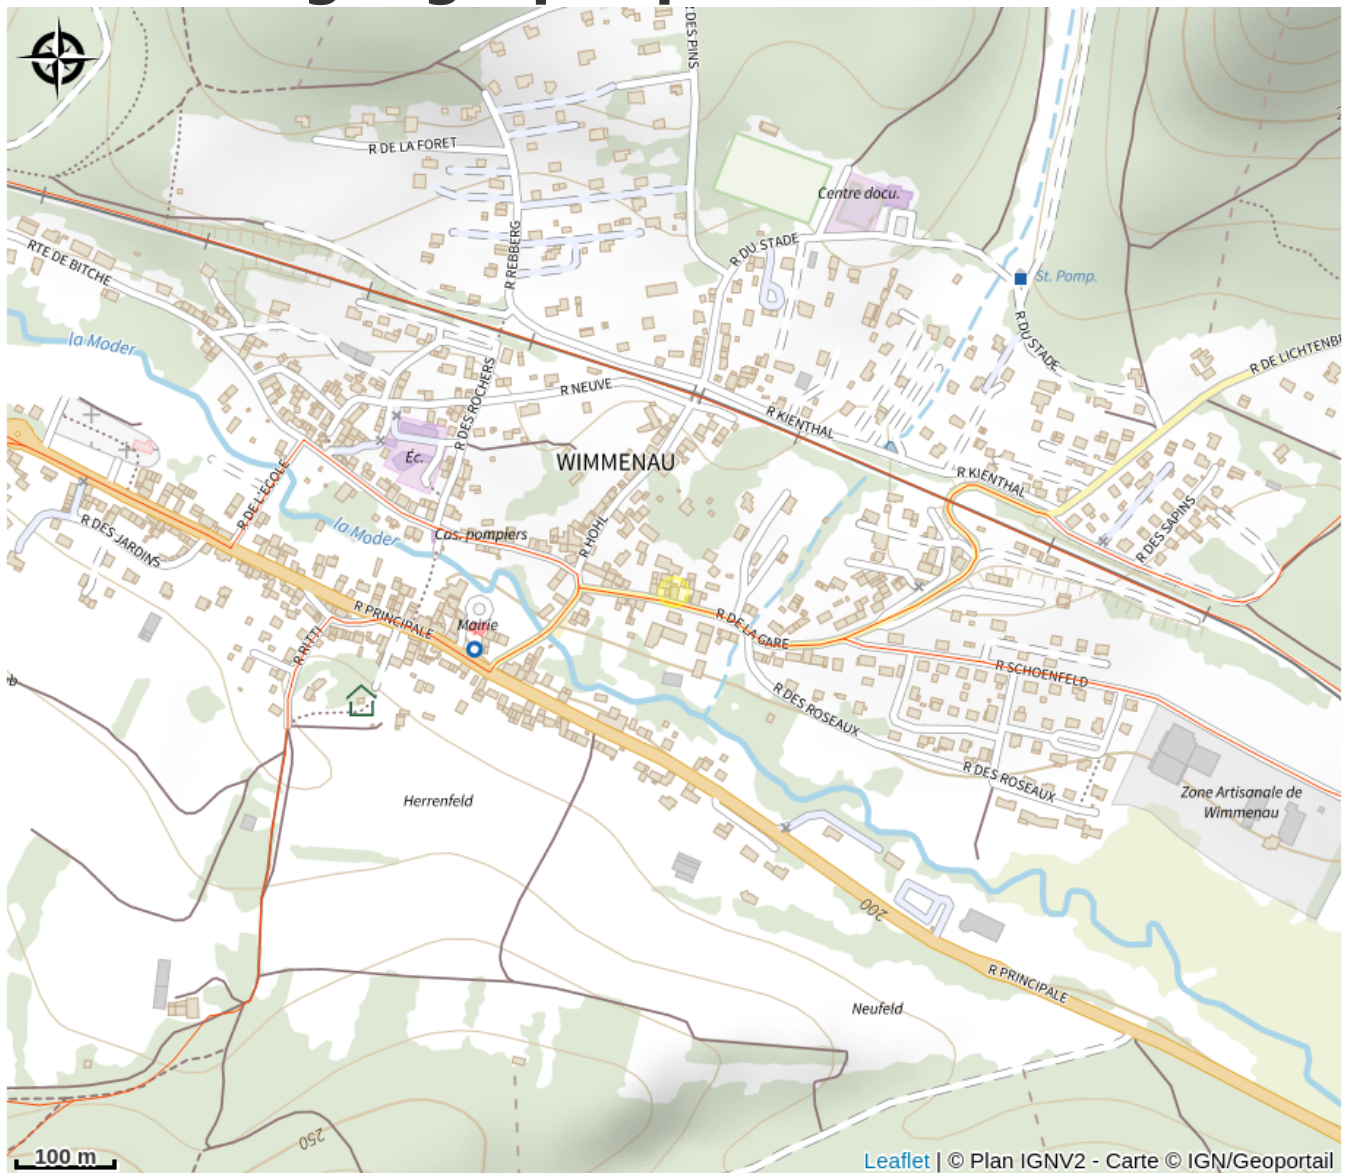 R DES PINS
R DE LA FORET
Centre docu.
R REBBERG
R DU STADE
RTE DE BITCHE
St. Pomp.
la Moder
R DU STADE
R DE LICHTENBE
R NEUVE
R DES ROCHERS
R KIENTHAL
Éc.
WIMMENAU
R KIENTHAL
R DE L'ECOLE
R DES SAPINS
la Moder
Cas. pompiers
R HOHL
R DES JARDINS
R PRINCIPALE
Mairie
R DE LA GARE
R RITTI
R SCHOENFELD
R DES ROSEAUX
R DES ROSEAUX
Zone Artisanale de
Wimmenau
Herrenfeld
200
R PRINCIPALE
Neufeld
250
100 m
Leaflet | © Plan IGNV2 - Carte © IGN/Geoportail